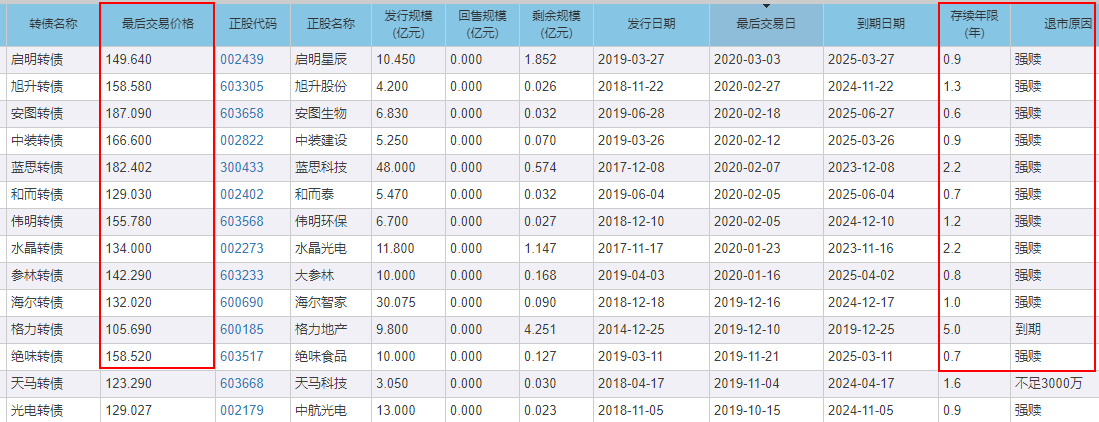 转债名称 最后交易价格 正股代码 正股名称 发行规模(亿元) 回售规模(亿元) 剩余规模(亿元) 发行日期 最后交易日 到期日期 存续年限(年) 退市原因
启明转债 149.640 002439 启明星辰 10.450 0.000 1.852 2019-03-27 2020-03-03 2025-03-27 0.9 强赎
旭升转债 158.580 603305 旭升股份 4.200 0.000 0.026 2018-11-22 2020-02-27 2024-11-22 1.3 强赎
安图转债 187.090 603658 安图生物 6.830 0.000 0.032 2019-06-28 2020-02-18 2025-06-27 0.6 强赎
中装转债 166.600 002822 中装建设 5.250 0.000 0.070 2019-03-26 2020-02-12 2025-03-26 0.9 强赎
蓝思转债 182.402 300433 蓝思科技 48.000 0.000 0.574 2017-12-08 2020-02-07 2023-12-08 2.2 强赎
和而转债 129.030 002402 和而泰 5.470 0.000 0.032 2019-06-04 2020-02-05 2025-06-04 0.7 强赎
伟明转债 155.780 603568 伟明环保 6.700 0.000 0.027 2018-12-10 2020-02-05 2024-12-10 1.2 强赎
水晶转债 134.000 002273 水晶光电 11.800 0.000 1.147 2017-11-17 2020-01-23 2023-11-16 2.2 强赎
参林转债 142.290 603233 大参林 10.000 0.000 0.168 2019-04-03 2020-01-16 2025-04-02 0.8 强赎
海尔转债 132.020 600690 海尔智家 30.075 0.000 0.090 2018-12-18 2019-12-16 2024-12-17 1.0 强赎
格力转债 105.690 600185 格力地产 9.800 0.000 4.251 2014-12-25 2019-12-10 2019-12-25 5.0 到期
绝味转债 158.520 603517 绝味食品 10.000 0.000 0.127 2019-03-11 2019-11-21 2025-03-11 0.7 强赎
天马转债 123.290 603668 天马科技 3.050 0.000 0.030 2018-04-17 2019-11-04 2024-04-17 1.6 不足3000万
光电转债 129.027 002179 中航光电 13.000 0.000 0.023 2018-11-05 2019-10-15 2024-11-05 0.9 强赎